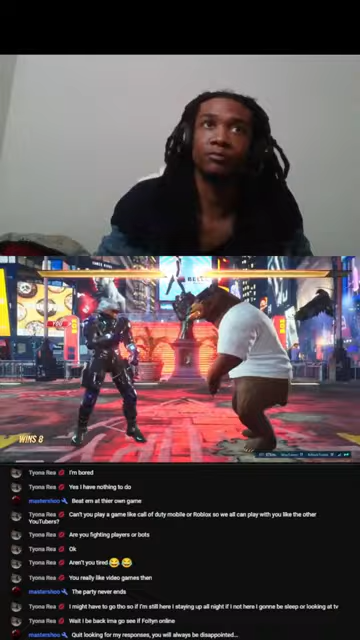 WINS 8
Tyona Rea I'm bored
Tyona Rea Yes I have nothing to do
mastershoo Beat em at thier own game
Tyona Rea Can't you play a game like call of duty mobile or Roblox so we all can play with you like the other
YouTubers?
Tyona Rea Are you fighting players or bots
Tyona Rea Ok
Tyona Rea Aren't you tired😂😂
Tyona Rea You really like video games then
mastershoo The party never ends
Tyona Rea I might have to go tho so if I'm still here I staying up all night if I not here I gonne be sleep or looking at tv
Tyona Rea Wait I be back ima go see if Foltyn online
mastershoo Quit looking for my responses, you will always be disappointed...